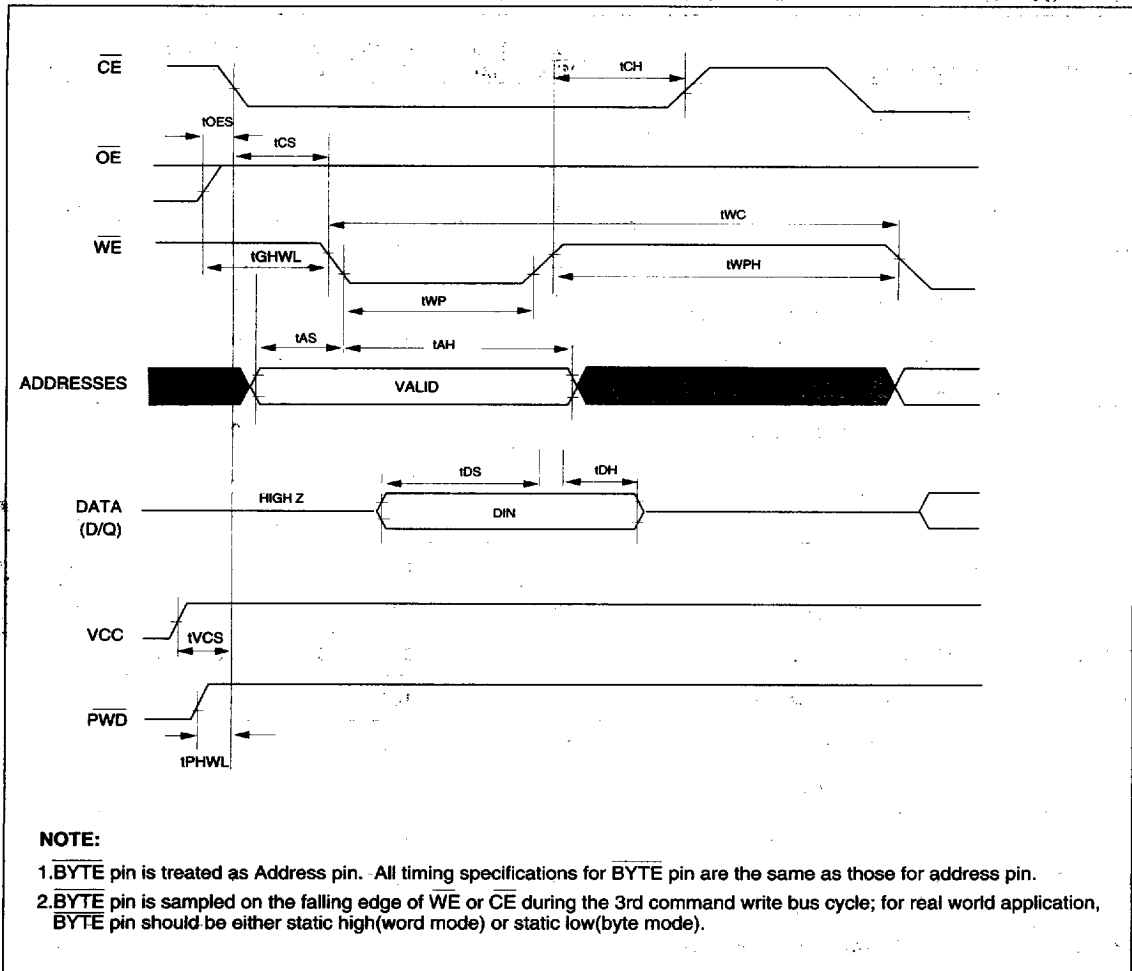 CE
tCH
tOES
tCS
OE
tWC
WE
tGHWL
tWPH
tWP
tAS
tAH
ADDRESSES
VALID
tDS
tDH
HIGH Z
DATA
(D/Q)
DIN
VCC
tVCS
PWD
tPHWL
NOTE:
1.BYTE pin is treated as Address pin. All timing specifications for BYTE pin are the same as those for address pin.
2.BYTE pin is sampled on the falling edge of WE or CE during the 3rd command write bus cycle; for real world application,
BYTE pin should be either static high(word mode) or static low(byte mode).